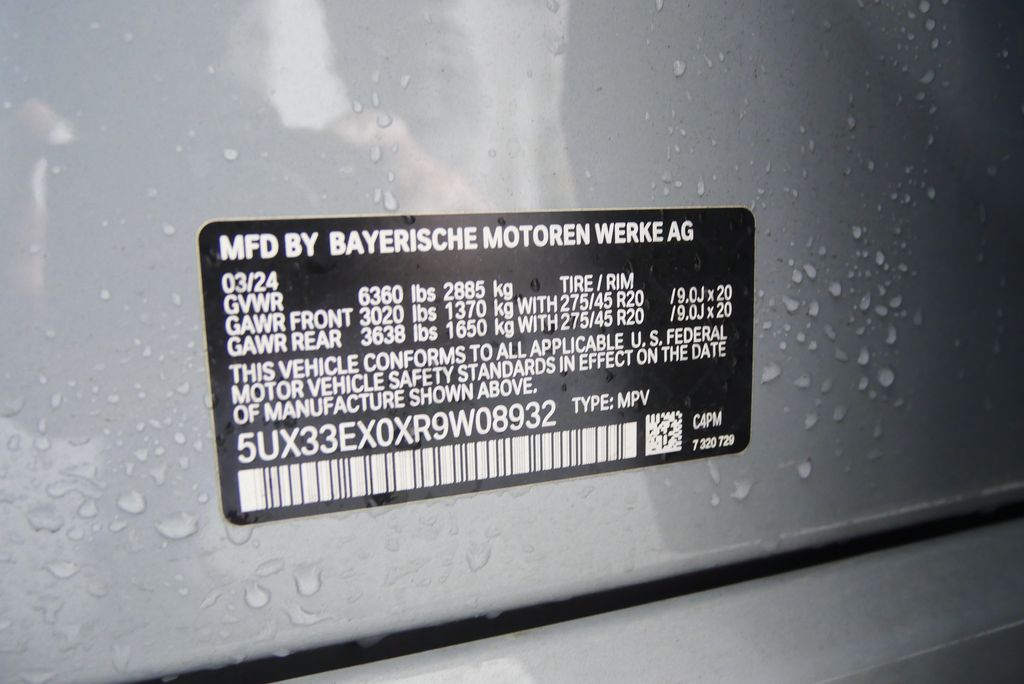 MFD BY BAYERISCHE MOTOREN WERKE AG
03/24 TIRE / RIM
GVWR 6360 lbs 2885 kg
GAWR FRONT 3020 lbs 1370 kg WITH 275/45 R20 / 9.0J x 20
GAWR REAR 3638 lbs 1650 kg WITH 275/45 R20 / 9.0J x 20
THIS VEHICLE CONFORMS TO ALL APPLICABLE U. S. FEDERAL
MOTOR VEHICLE SAFETY STANDARDS IN EFFECT ON THE DATE
OF MANUFACTURE SHOWN ABOVE.
5UX33EX0XR9W08932 TYPE: MPV
C4PM
7 320 729